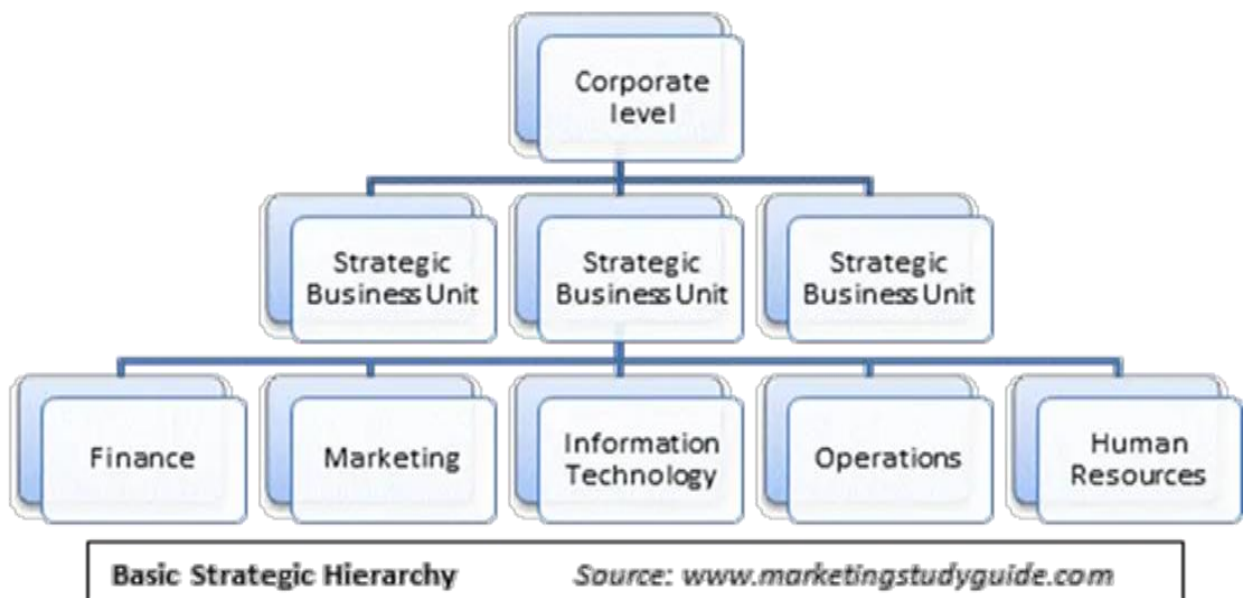 Corporate
level
Strategic
Business Unit
Strategic
Business Unit
Strategic
Business Unit
Finance
Marketing
Information
Technology
Operations
Human
Resources
Basic Strategic Hierarchy Source: www.marketingstudyguide.com